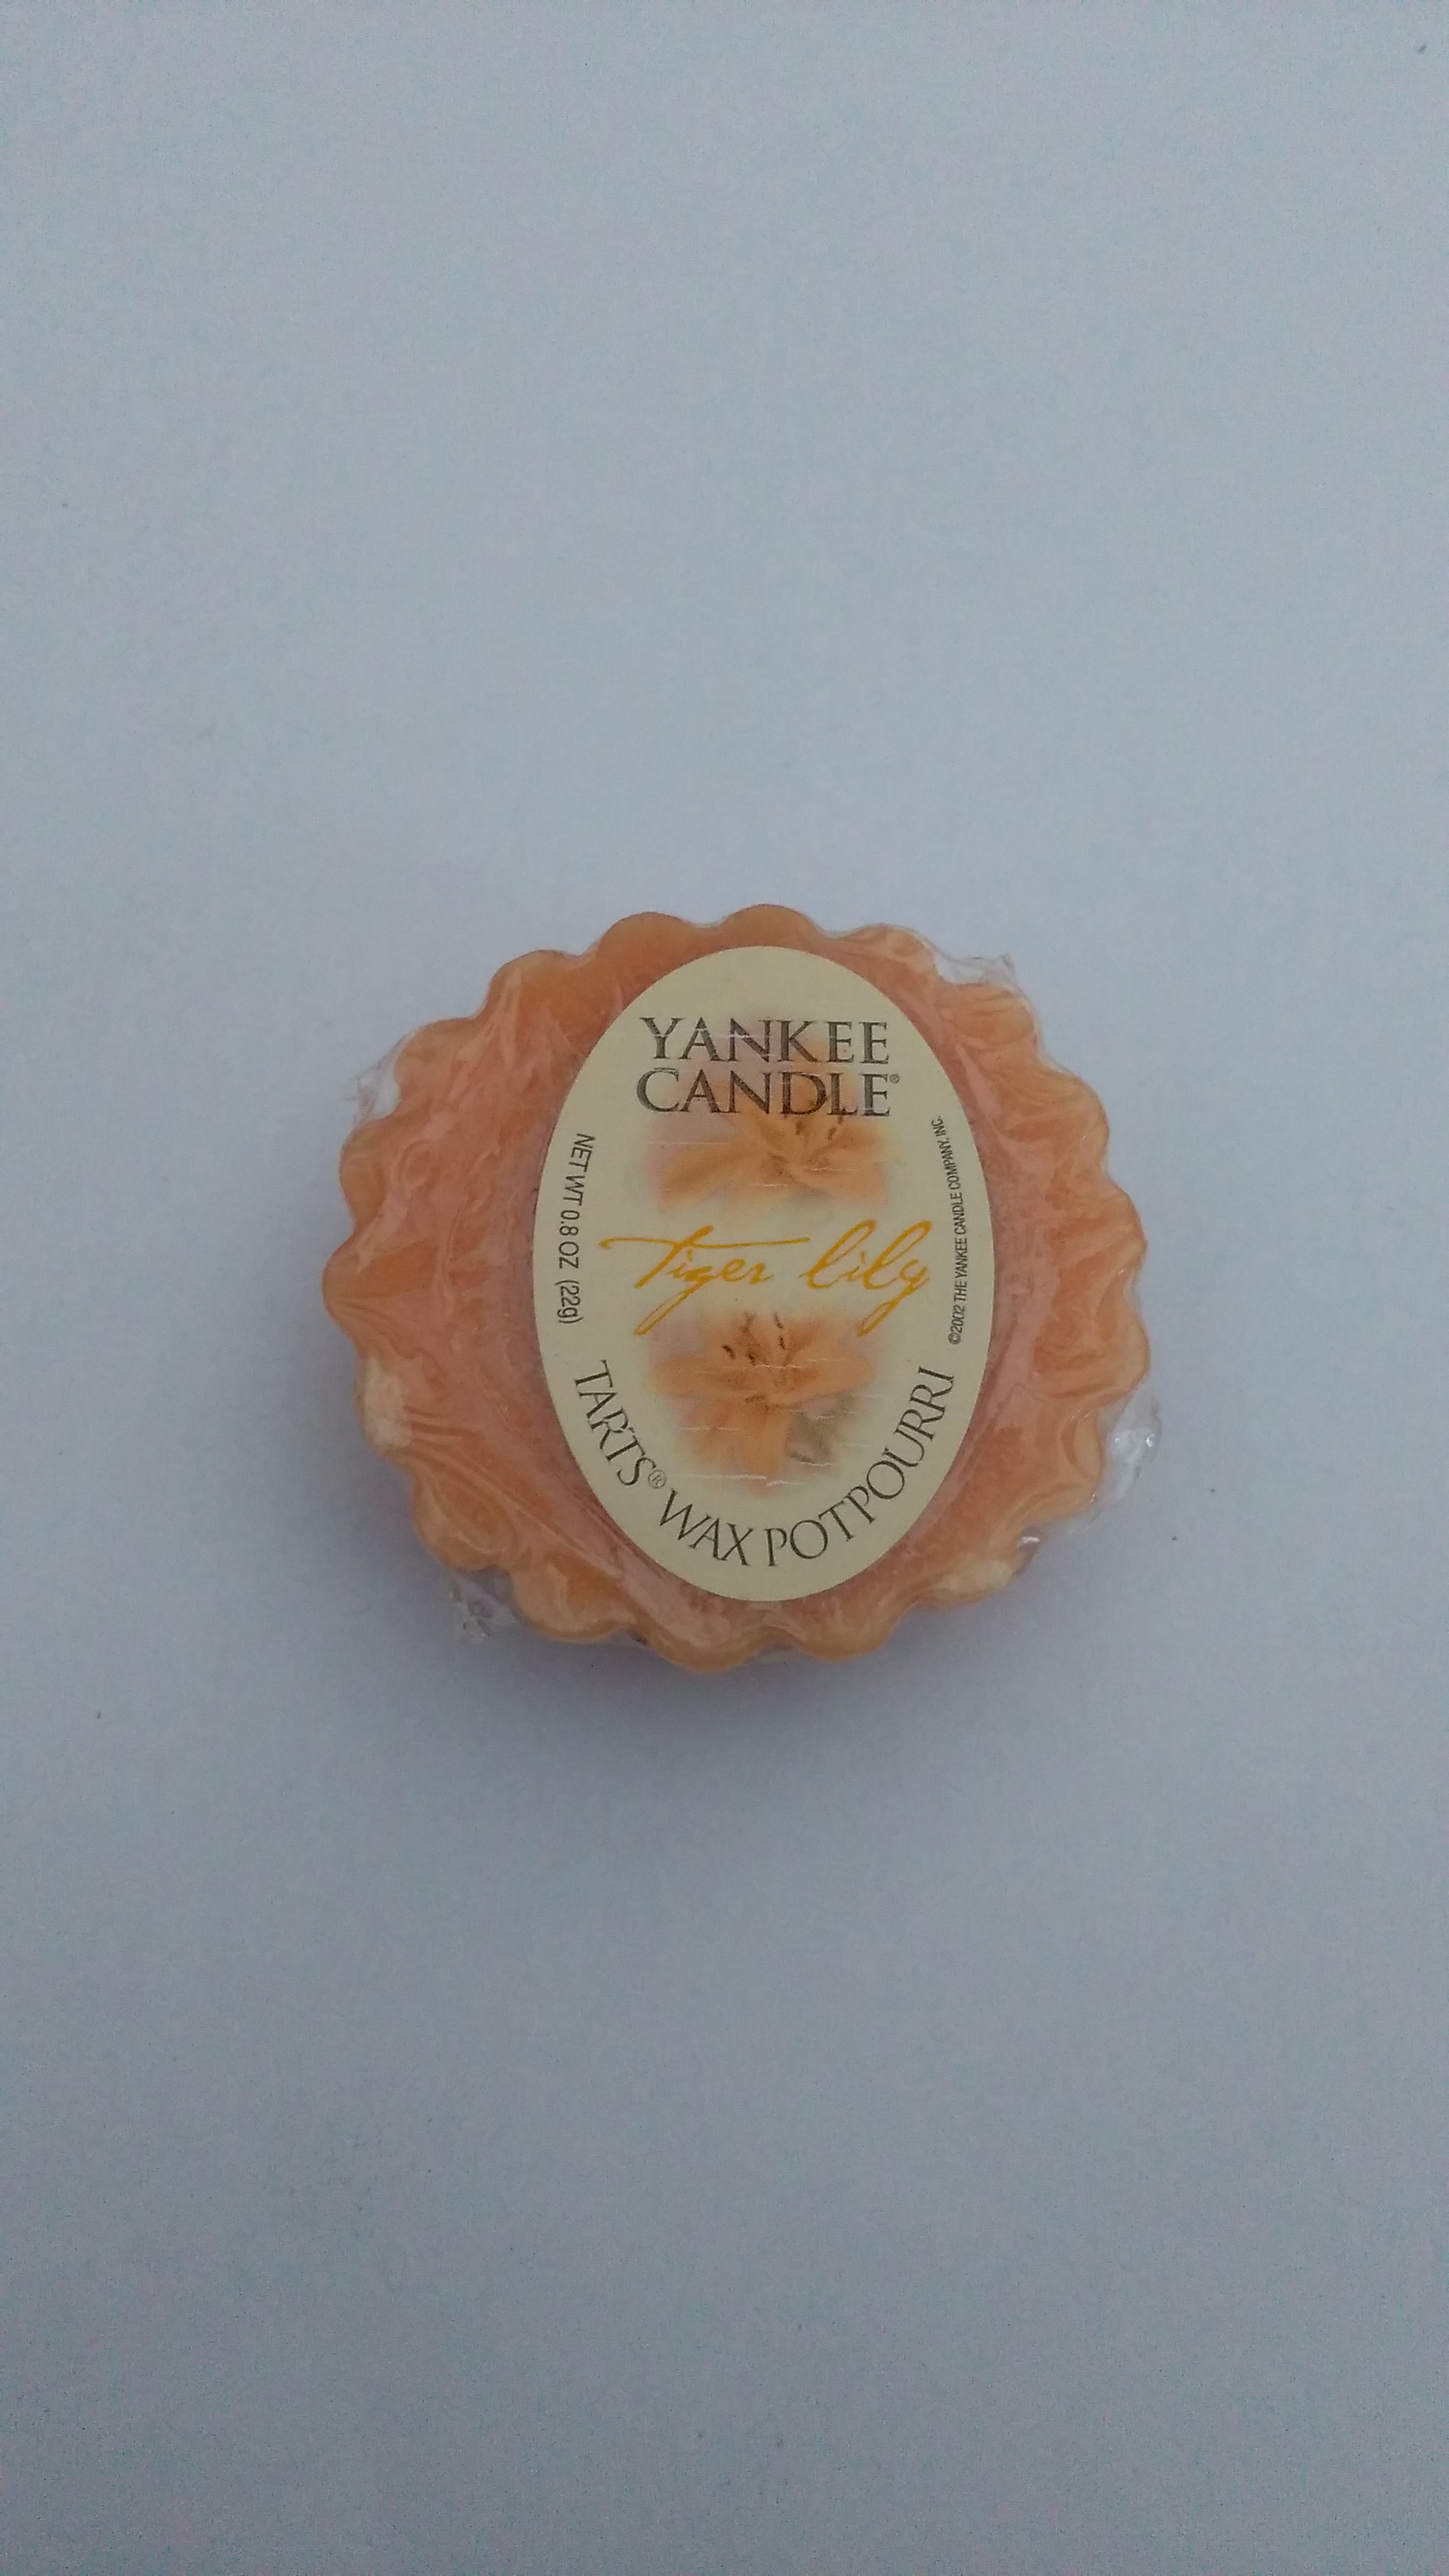 YANKEE
CANDLE®
tiger lily
NET WT 0.8 OZ (22g)
©2002 THE YANKEE CANDLE COMPANY, INC.
TARTS® WAX POTPOURRI